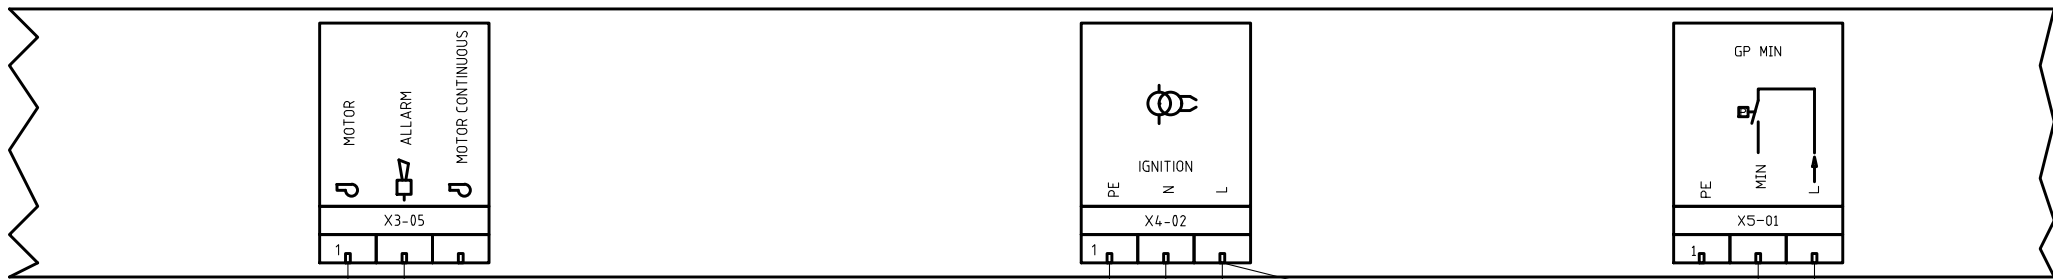 MOTOR
ALLARM
MOTOR CONTINUOUS
X3-05
1
IGNITION
PE
N
L
X4-02
1
GP MIN
P
PE
MIN
L
X5-01
1